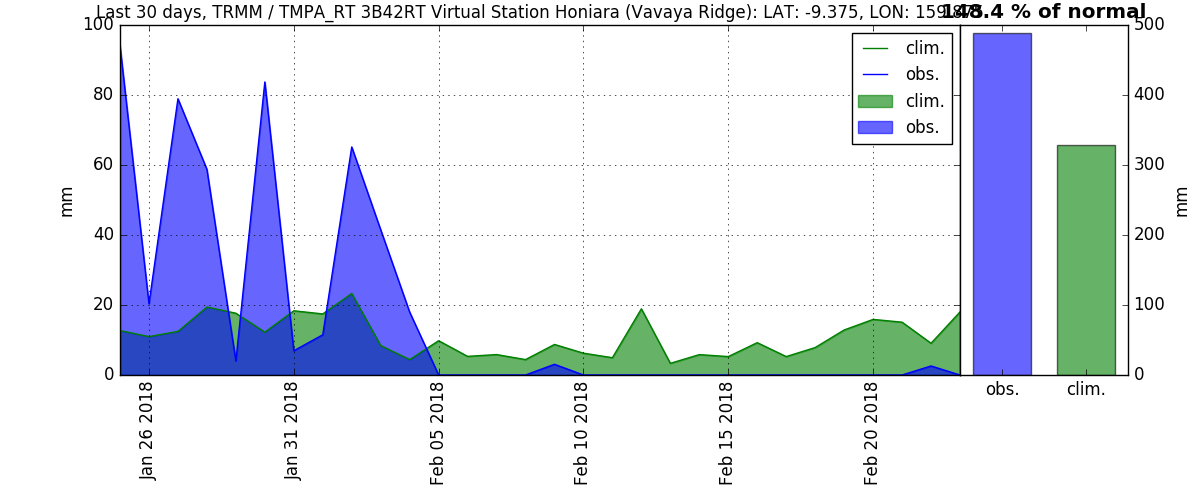 Last 30 days, TRMM / TMPA_RT 3B42RT Virtual Station Honiara (Vavaya Ridge): LAT: -9.375, LON:
148.4 % of normal
100
80
60
40
20
0
mm
clim.
obs.
clim.
obs.
500
400
300
200
100
0
mm
obs.
clim.
Jan 26 2018
Jan 31 2018
Feb 05 2018
Feb 10 2018
Feb 15 2018
Feb 20 2018